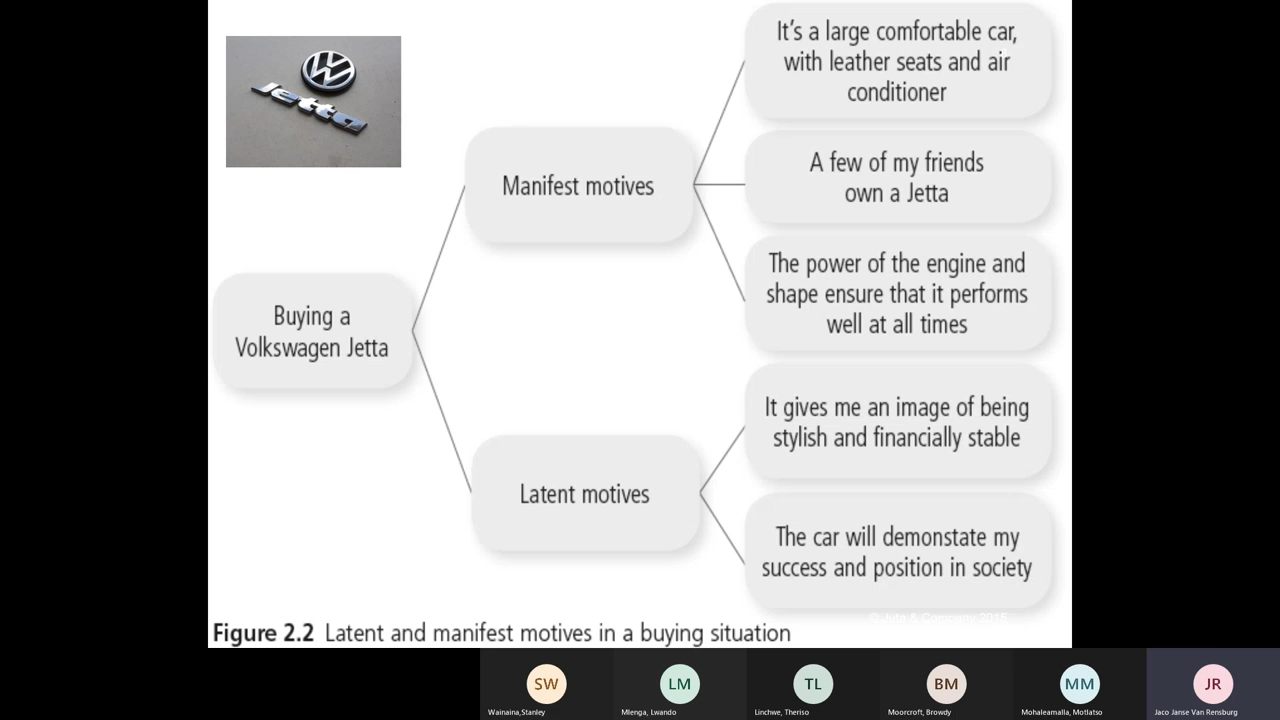 It's a large comfortable car,
with leather seats and air
conditioner
Manifest motives
A few of my friends
own a Jetta
The power of the engine and
shape ensure that it performs
well at all times
Buying a
Volkswagen Jetta
It gives me an image of being
stylish and financially stable
Latent motives
The car will demonstate my
success and position in society
© Juta & Company 2015
Figure 2.2 Latent and manifest motives in a buying situation
VW
Jetta
SW
LM
TL
BM
MM
JR
Wainaina,Stanley
Mlenga, Lwando
Linchwe, Theriso
Moorcroft, Browdy
Mohaleamalla, Motlatso
Jaco Janse Van Rensburg